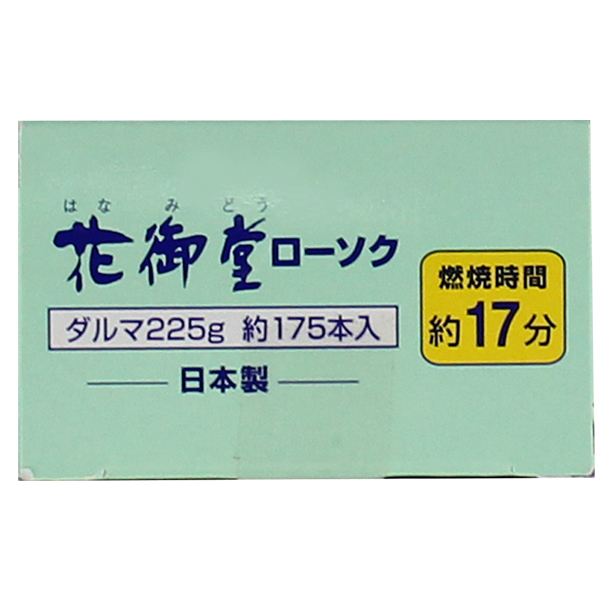 はな み どう
花御堂ローソク
ダルマ225g 約175本入
日本製
燃焼時間
約17分